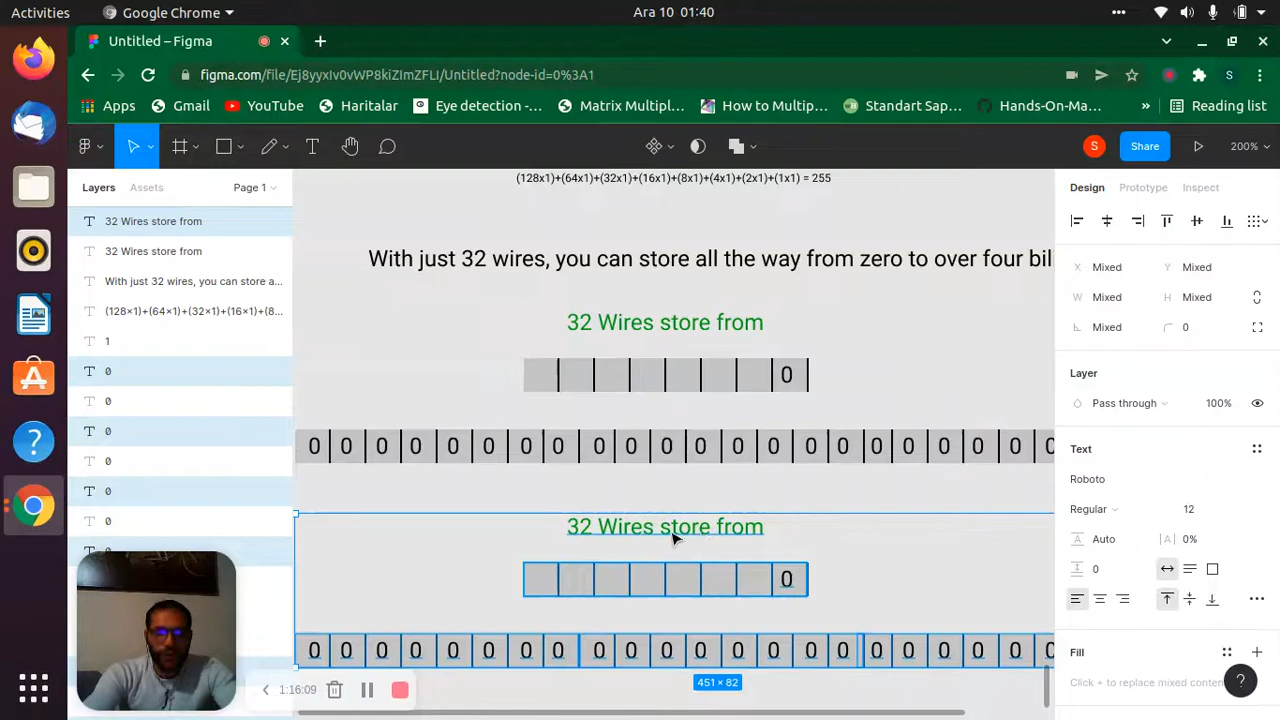 Activities
Google Chrome
Ara 10 01:40
Untitled – Figma
figma.com/file/Ej8yyxIv0vWP8kiZImZFLI/Untitled?node-id=0%3A1
S
Apps
Gmail
YouTube
Haritalar
Eye detection -...
Matrix Multipl...
How to Multip...
Standart Sap...
Hands-On-Ma...
»
Reading list
S
Share
200%
Layers
Assets
Page 1
32 Wires store from
32 Wires store from
With just 32 wires, you can store a...
(128×1)+(64×1)+(32×1)+(16×1)+(8...
1
0
0
0
0
0
0
(128x1)+(64x1)+(32x1)+(16x1)+(8x1)+(4x1)+(2x1)+(1x1) = 255
With just 32 wires, you can store all the way from zero to over four bil
32 Wires store from
0
0 0 0 0 0 0 0 0 0 0 0 0 0 0 0 0 0 0 0 0 0 0
32 Wires store from
0
0 0 0 0 0 0 0 0 0 0 0 0 0 0 0 0 0 0 0 0 0 0
451 × 82
Design
Prototype
Inspect
X Mixed
Y Mixed
W Mixed
H Mixed
Mixed
0
Layer
Pass through
100%
Text
Roboto
Regular
12
Auto
|A| 0%
0
Fill
Click + to replace mixed conten
?
1:16:09